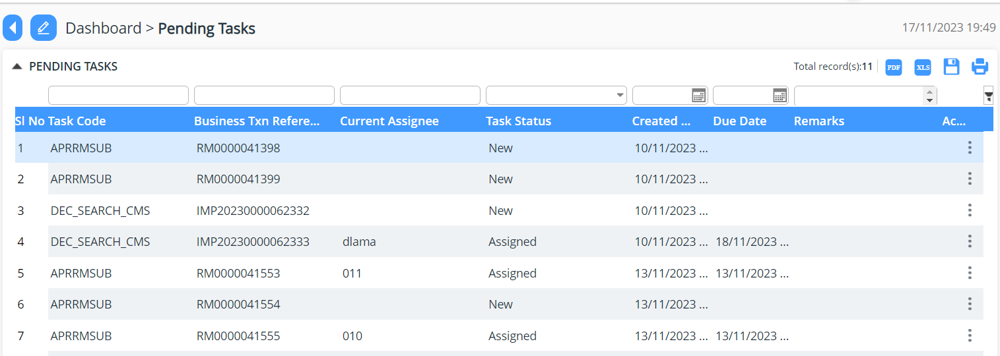 Dashboard > Pending Tasks 17/11/2023 19:49
PENDING TASKS Total record(s):11 PDF XLS
Sl No Task Code Business Txn Refere... Current Assignee Task Status Created ... Due Date Remarks Ac...
1 APRRMSUB RM0000041398 New 10/11/2023 ...
2 APRRMSUB RM0000041399 New 10/11/2023 ...
3 DEC_SEARCH_CMS IMP20230000062332 New 10/11/2023 ...
4 DEC_SEARCH_CMS IMP20230000062333 dlama Assigned 10/11/2023 ... 18/11/2023 ...
5 APRRMSUB RM0000041553 011 Assigned 13/11/2023 ... 13/11/2023 ...
6 APRRMSUB RM0000041554 New 13/11/2023 ...
7 APRRMSUB RM0000041555 010 Assigned 13/11/2023 ... 13/11/2023 ...